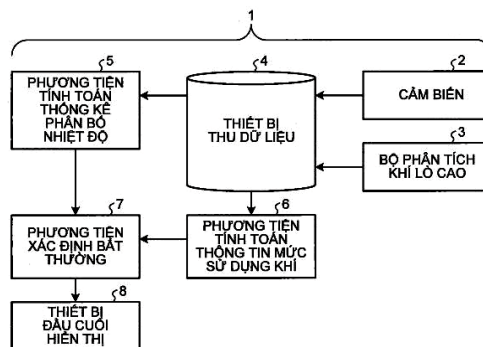 1
5
PHƯƠNG TIỆN
TÍNH TOÁN
THỐNG KÊ
PHÂN BỐ
NHIỆT ĐỘ
4
THIẾT BỊ
THU DỮ LIỆU
2
CẢM BIẾN
3
BỘ PHÂN TÍCH
KHÍ LÒ CAO
7
PHƯƠNG TIỆN
XÁC ĐỊNH BẤT
THƯỜNG
6
PHƯƠNG TIỆN
TÍNH TOÁN
THÔNG TIN MỨC
SỬ DỤNG KHÍ
8
THIẾT BỊ
ĐẦU CUỐI
HIỂN THỊ